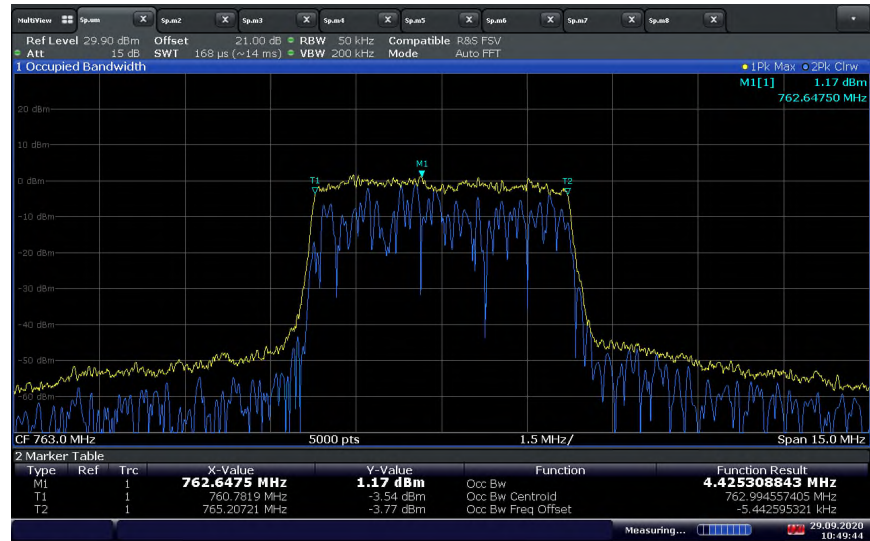 MultiView Sp.um X Sp.m2 X Sp.m3 X Sp.m4 X Sp.m5 X Sp.m6 X Sp.m7 X Sp.m8 X
Ref Level 29.90 dBm Offset 21.00 dB RBW 50 kHz Compatible R&S FSV
Att 15 dB SWT 168 µs (~14 ms) VBW 200 kHz Mode Auto FFT
1 Occupied Bandwidth 1Pk Max 2Pk Clrw
M1[1] 1.17 dBm
762.64750 MHz
20 dBm
10 dBm
M1
0 dBm T1 T2
-10 dBm
-20 dBm
-30 dBm
-40 dBm
-50 dBm
-60 dBm
CF 763.0 MHz 5000 pts 1.5 MHz/ Span 15.0 MHz
2 Marker Table
Type Ref Trc X-Value Y-Value Function Function Result
M1 1 762.6475 MHz 1.17 dBm Occ Bw 4.425308843 MHz
T1 1 760.7819 MHz -3.54 dBm Occ Bw Centroid 762.994557405 MHz
T2 1 765.20721 MHz -3.77 dBm Occ Bw Freq Offset -5.442595321 kHz
Measuring... 29.09.2020
10:49:44